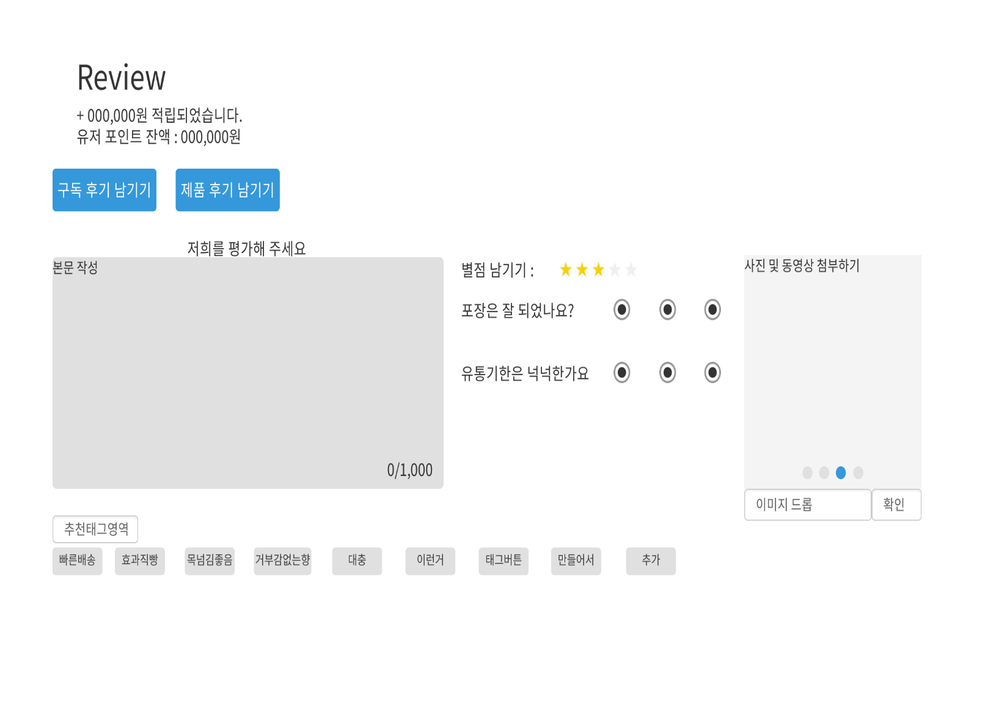 Review
+ 000,000원 적립되었습니다.
유저 포인트 잔액 : 000,000원
구독 후기 남기기
제품 후기 남기기
저희를 평가해 주세요
본문 작성
0/1,000
별점 남기기 :
포장은 잘 되었나요?
유통기한은 넉넉한가요
사진 및 동영상 첨부하기
이미지 드롭
확인
추천태그영역
빠른배송
효과직빵
목넘김좋음
거부감없는향
대충
이런거
태그버튼
만들어서
추가